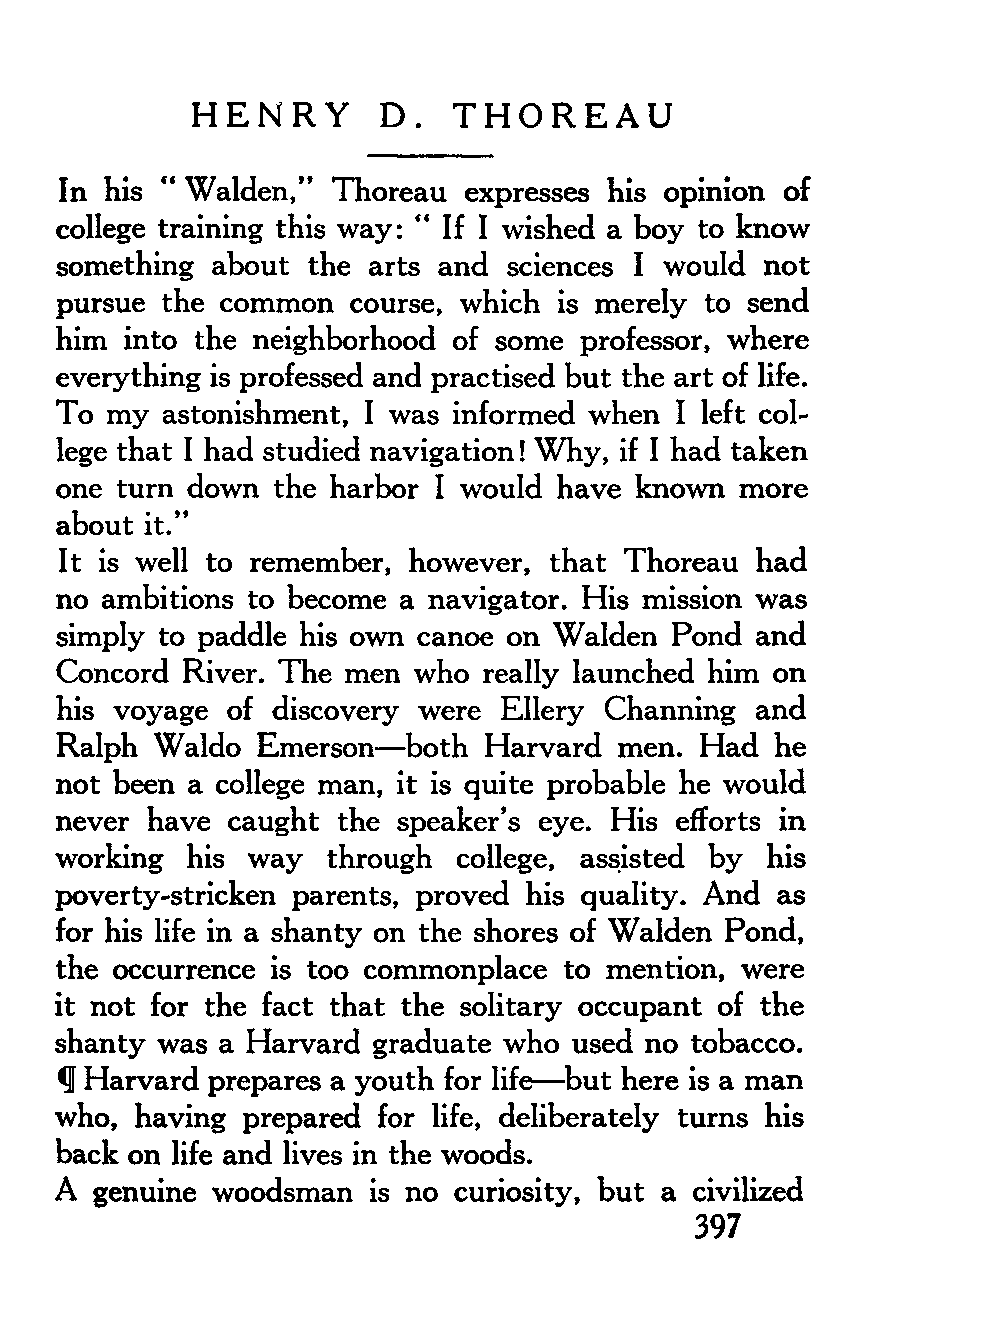 HENRY D. THOREAU
In his “ Walden,” Thoreau expresses his opinion of
college training this way: “ If I wished a boy to know
something about the arts and sciences I would not
pursue the common course, which is merely to send
him into the neighborhood of some professor, where
everything is professed and practised but the art of life.
To my astonishment, I was informed when I left col-
lege that I had studied navigation! Why, if I had taken
one turn down the harbor I would have known more
about it.”
It is well to remember, however, that Thoreau had
no ambitions to become a navigator. His mission was
simply to paddle his own canoe on Walden Pond and
Concord River. The men who really launched him on
his voyage of discovery were Ellery Channing and
Ralph Waldo Emerson—both Harvard men. Had he
not been a college man, it is quite probable he would
never have caught the speaker’s eye. His efforts in
working his way through college, assisted by his
poverty-stricken parents, proved his quality. And as
for his life in a shanty on the shores of Walden Pond,
the occurrence is too commonplace to mention, were
it not for the fact that the solitary occupant of the
shanty was a Harvard graduate who used no tobacco.
¶ Harvard prepares a youth for life—but here is a man
who, having prepared for life, deliberately turns his
back on life and lives in the woods.
A genuine woodsman is no curiosity, but a civilized
397